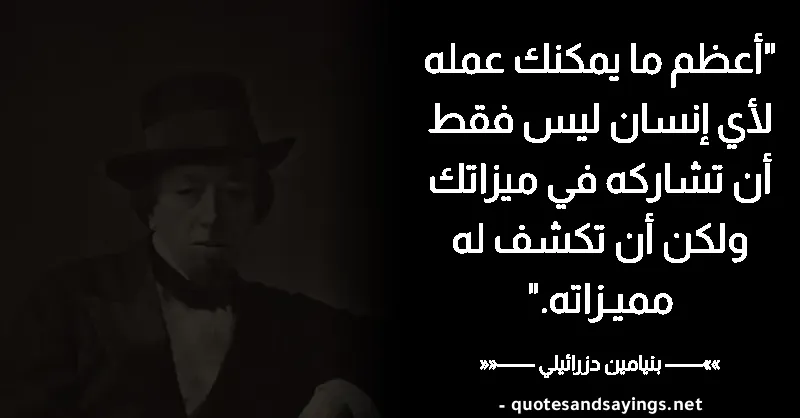 "أعظم ما يمكنك عمله
لأي إنسان ليس فقط
أن تشاركه في ميزاتك
ولكن أن تكشف له
مميزاته."
»»—— بنيامين دزرائيلي ——««
- quotesandsayings.net